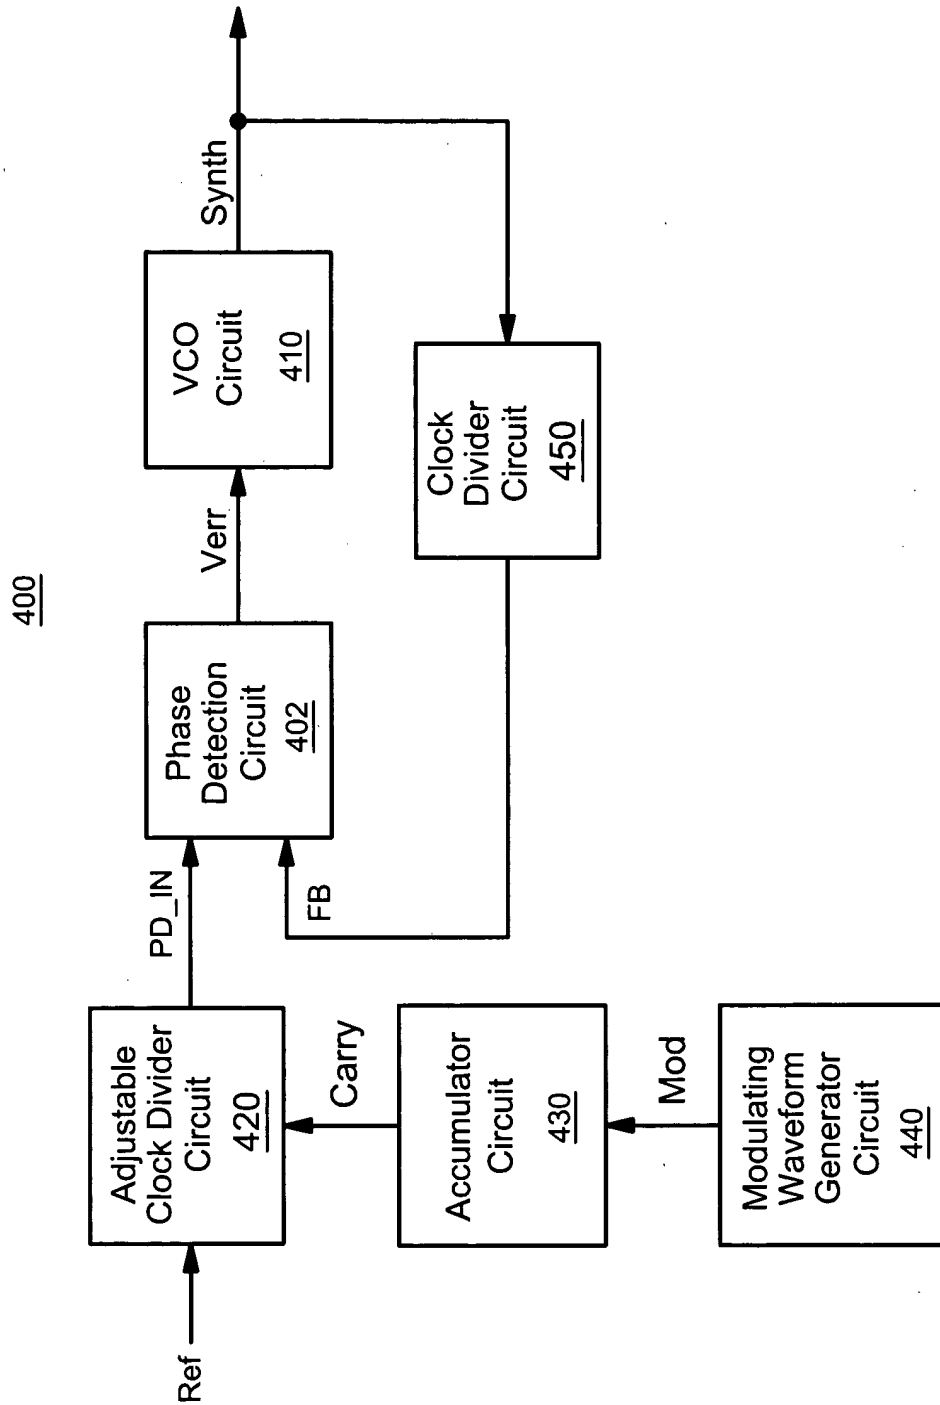 400
Ref
Adjustable
Clock Divider
Circuit
420
PD_IN
Phase
Detection
Circuit
402
Verr
VCO
Circuit
410
Synth
FB
Clock
Divider
Circuit
450
Carry
Accumulator
Circuit
430
Mod
Modulating
Waveform
Generator
Circuit
440